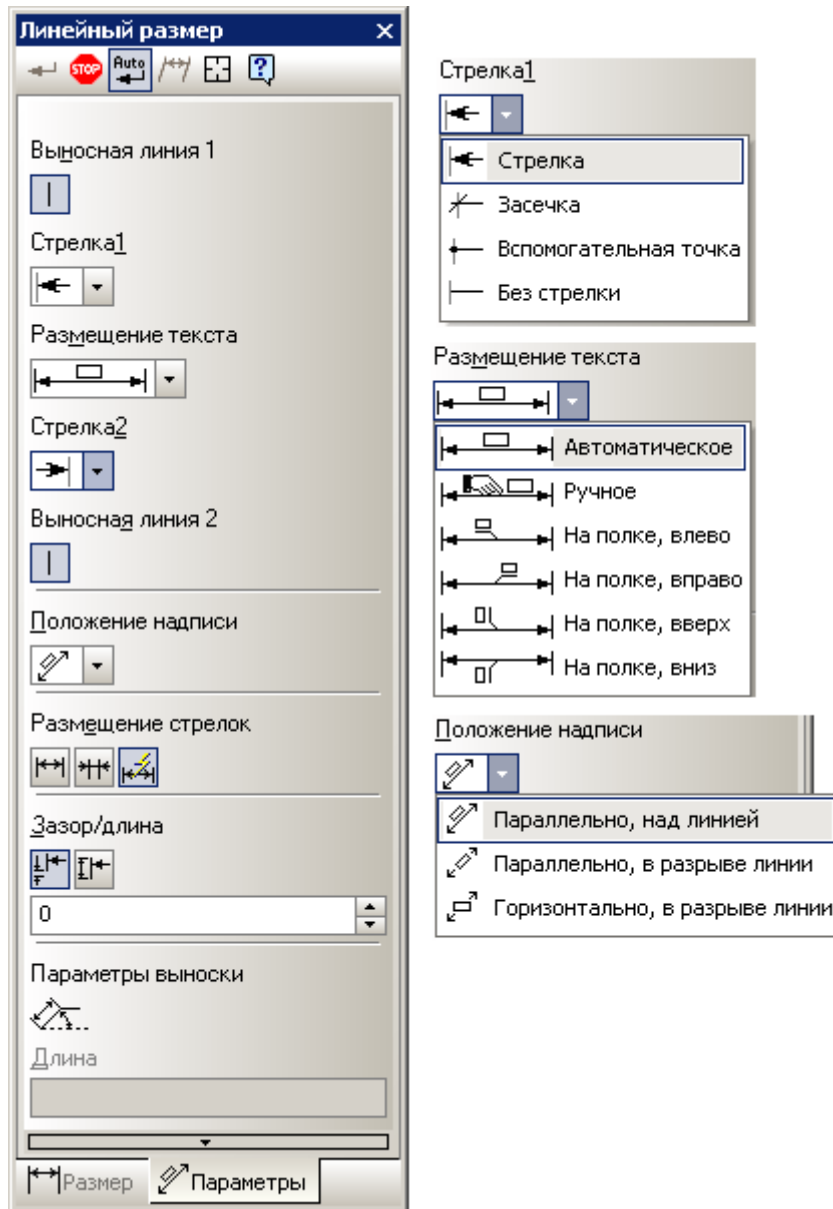 Линейный размер
STOP
Auto
Выносная линия 1
Стрелка1
Размещение текста
Стрелка2
Выносная линия 2
Положение надписи
Размещение стрелок
Зазор/длина
0
Параметры выноски
Длина
Размер
Параметры
Стрелка1
Стрелка
Засечка
Вспомогательная точка
Без стрелки
Размещение текста
Автоматическое
Ручное
На полке, влево
На полке, вправо
На полке, вверх
На полке, вниз
Положение надписи
Параллельно, над линией
Параллельно, в разрыве линии
Горизонтально, в разрыве линии